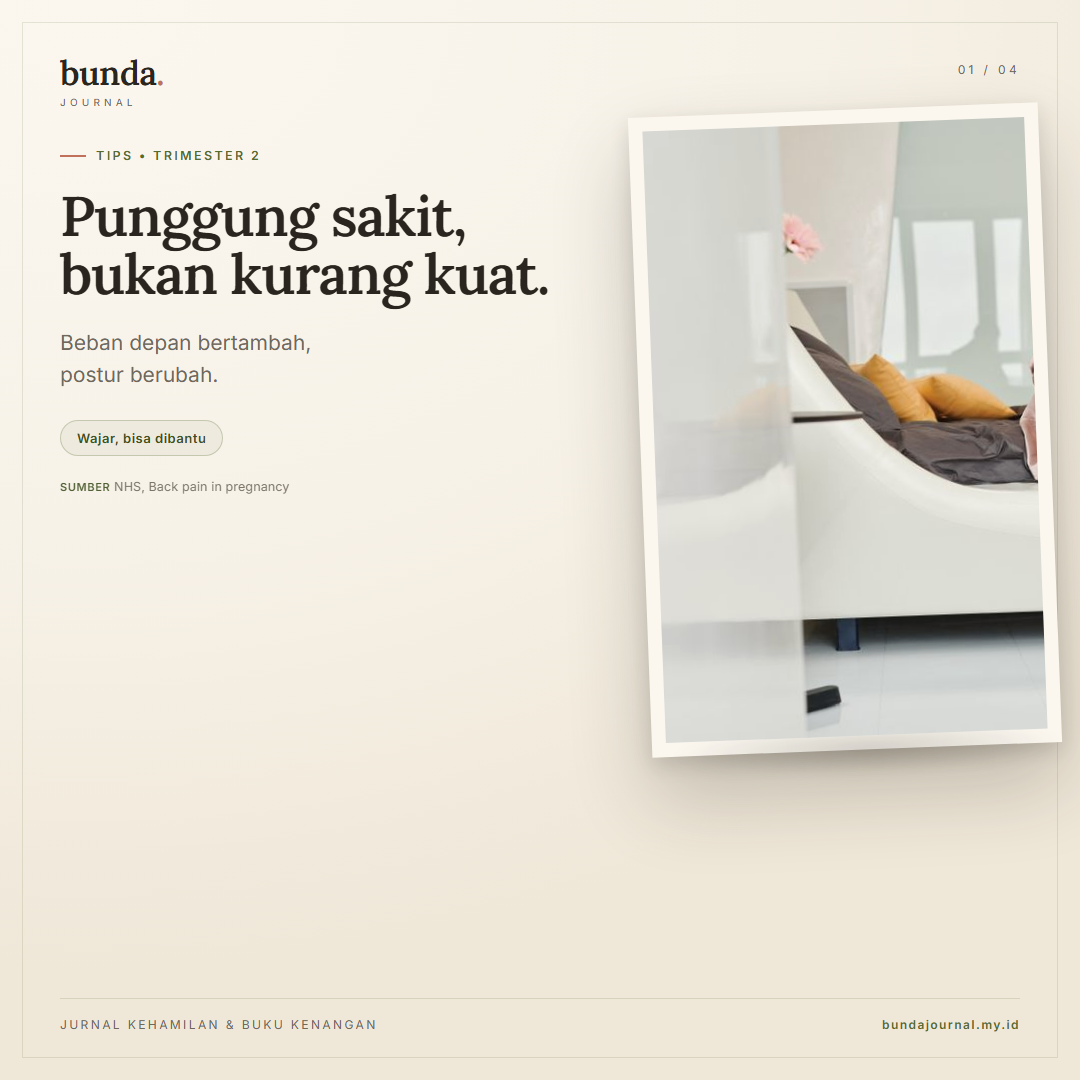 bunda.
JOURNAL
01 / 04
TIPS • TRIMESTER 2
Punggung sakit,
bukan kurang kuat.
Beban depan bertambah,
postur berubah.
Wajar, bisa dibantu
SUMBER NHS, Back pain in pregnancy
JURNAL KEHAMILAN & BUKU KENANGAN
bundajournal.my.id